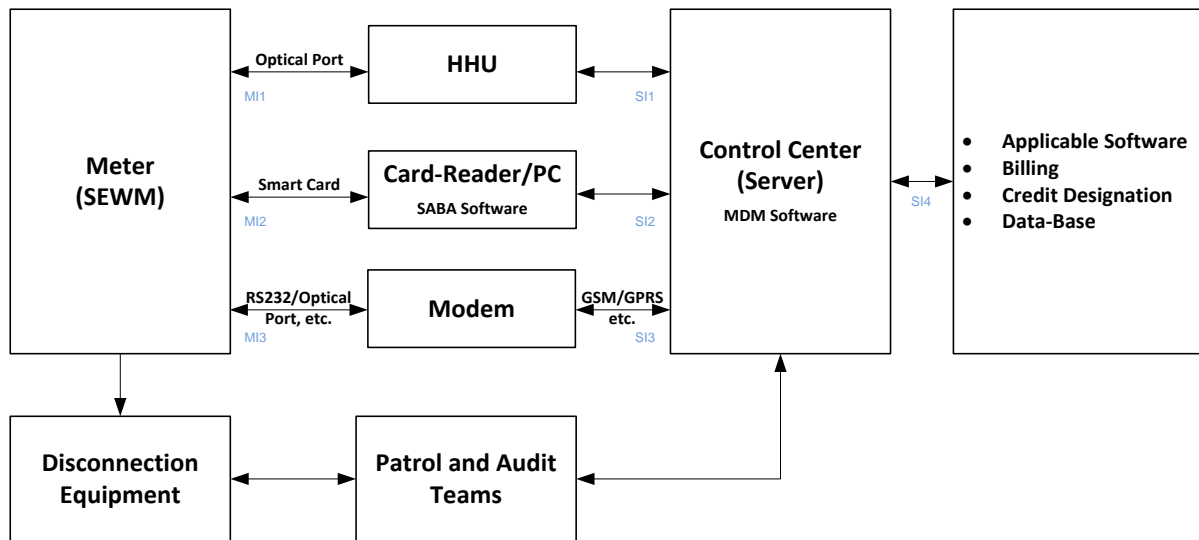 Meter
(SEWM)
Optical Port
MI1
HHU
SI1
Smart Card
MI2
Card-Reader/PC
SABA Software
SI2
RS232/Optical
Port, etc.
MI3
Modem
GSM/GPRS
etc.
SI3
Control Center
(Server)
MDM Software
SI4
• Applicable Software
• Billing
• Credit Designation
• Data-Base
Disconnection
Equipment
Patrol and Audit
Teams